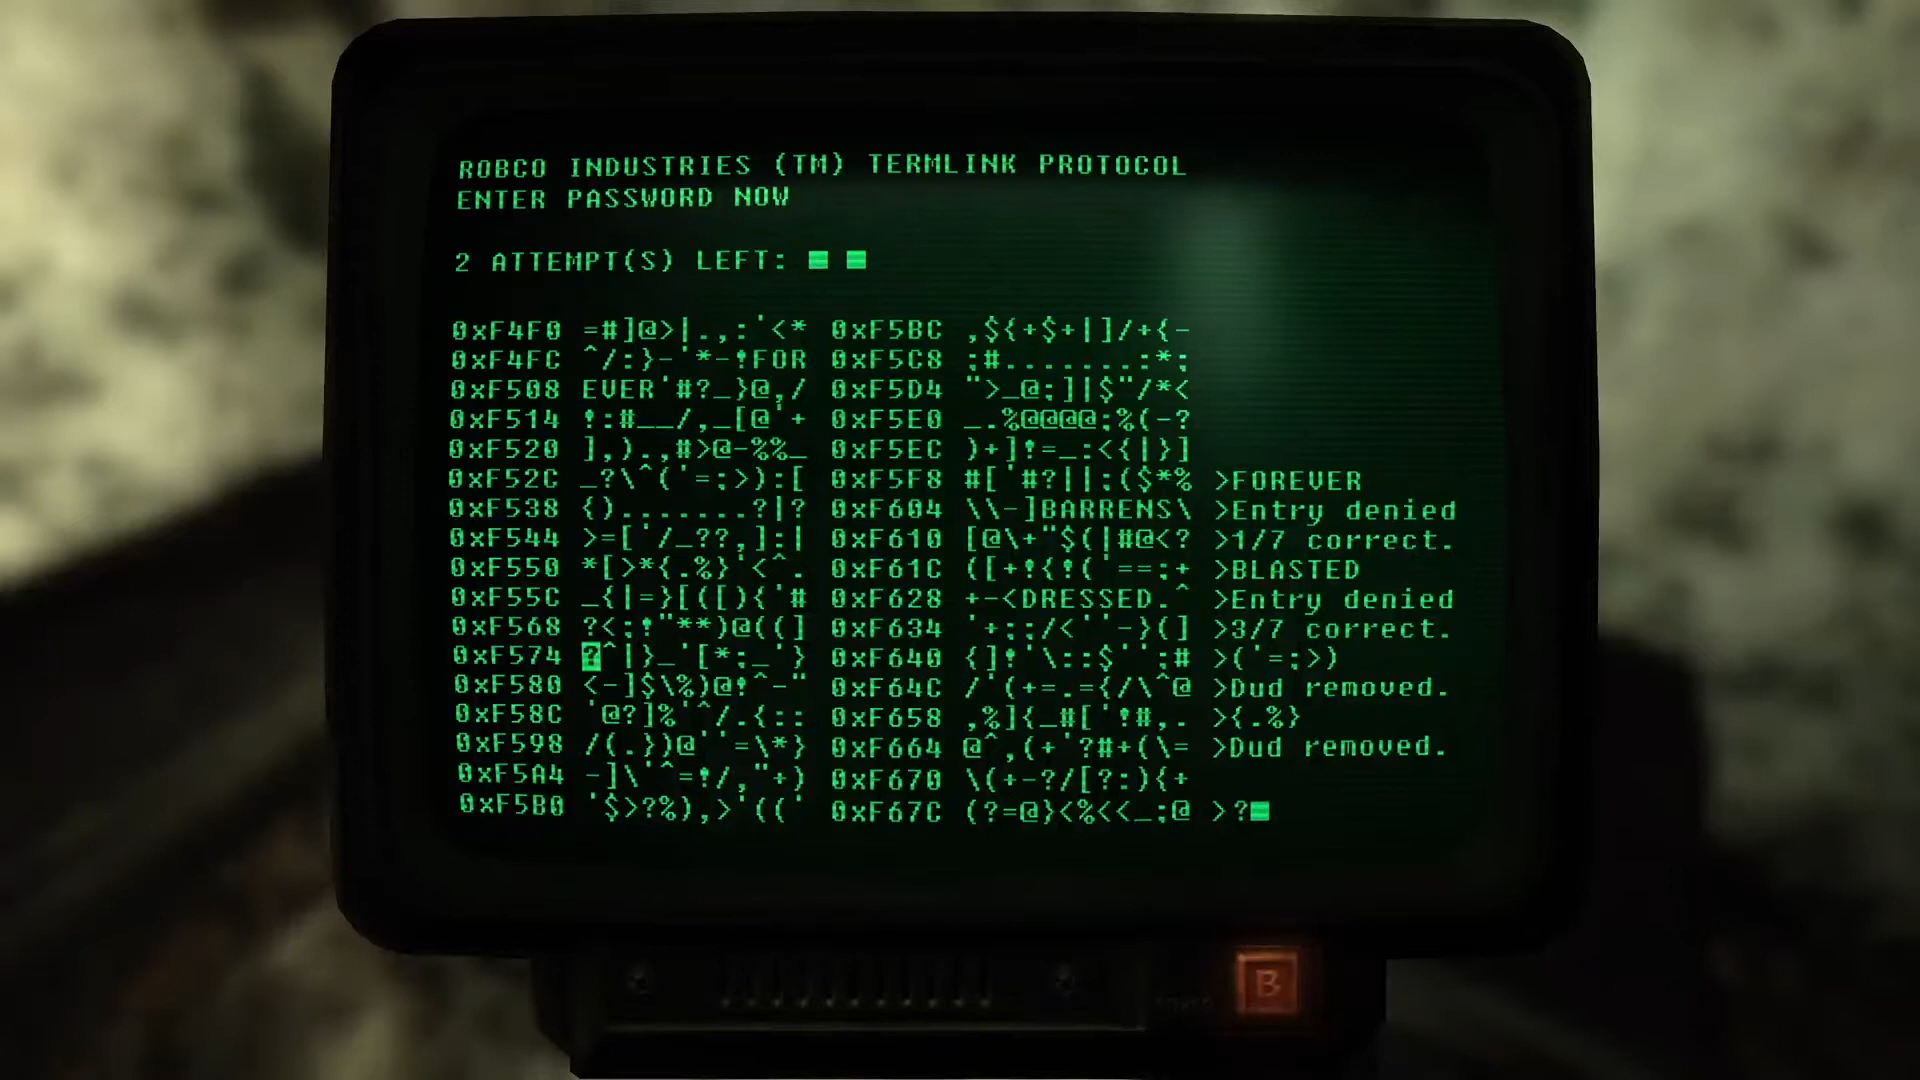 ROBCO INDUSTRIES (TM) TERMLINK PROTOCOL
ENTER PASSWORD NOW
2 ATTEMPT(S) LEFT: ■ ■
0xF4F0 =#]@>|.,:'<* 0xF5BC ,${+$+|]/+{-
0xF4FC ^/:}-'*-!FOR 0xF5C8 ;#.......:*;
0xF508 EVER'#?_}@,/ 0xF5D4 ">_@;]|$"/*<
0xF514 !:#__/,_[@'+ 0xF5E0 _.%@@@@;%(-?
0xF520 ],).,#>@-%%_ 0xF5EC )+]!=_:<{|}]
0xF52C _?\^('=;>):[ 0xF5F8 #['#?||;($*% >FOREVER
0xF538 {}.......?|? 0xF604 \\-]BARRENS\ >Entry denied
0xF544 >=['/_??,]:| 0xF610 [@\+"$(|#@<? >1/7 correct.
0xF550 *[>*{.%}'<^. 0xF61C ([+!{!('==;+ >BLASTED
0xF55C _{|=}[([){'# 0xF628 +-<DRESSED.^ >Entry denied
0xF568 ?<;!"**)@((] 0xF634 '+;;/<''-}(] >3/7 correct.
0xF574 ?^|}_'[*;_'} 0xF640 {]!'\::$'';# >('=;>)
0xF580 <-]$\%)@!^-" 0xF64C /'(+=.={/\^@ >Dud removed.
0xF58C '@?]%'^/.{:: 0xF658 ,%]{_#['!#,. >{.%}
0xF598 /(.})@''=\*} 0xF664 @^,(+'?#+(\= >Dud removed.
0xF5A4 -]\'^=!/,"+) 0xF670 \(+-?/[?:){+
0xF5B0 '$>?%),>'((' 0xF67C (?=@}<%<<_;@ >?■
B